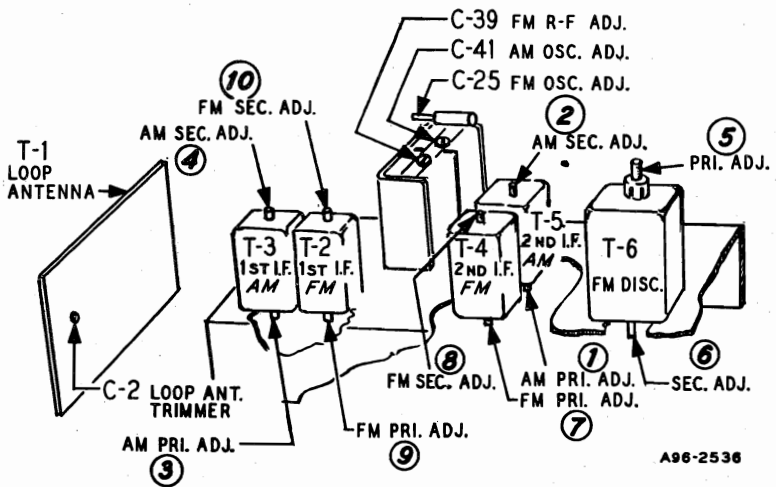 C-39 FM R-F ADJ.
C-41 AM OSC. ADJ.
C-25 FM OSC. ADJ.
10
FM SEC. ADJ.
AM SEC. ADJ.
4
2
AM SEC. ADJ.
5
PRI. ADJ.
T-1
LOOP
ANTENNA
T-3
1ST I.F.
AM
T-2
1ST I.F.
FM
T-4
2ND I.F.
FM
T-5
2ND I.F.
AM
T-6
FM DISC.
C-2 LOOP ANT.
TRIMMER
8
FM SEC. ADJ.
1
AM PRI. ADJ.
FM PRI. ADJ.
7
6
SEC. ADJ.
AM PRI. ADJ.
3
FM PRI. ADJ.
9
A96-2536